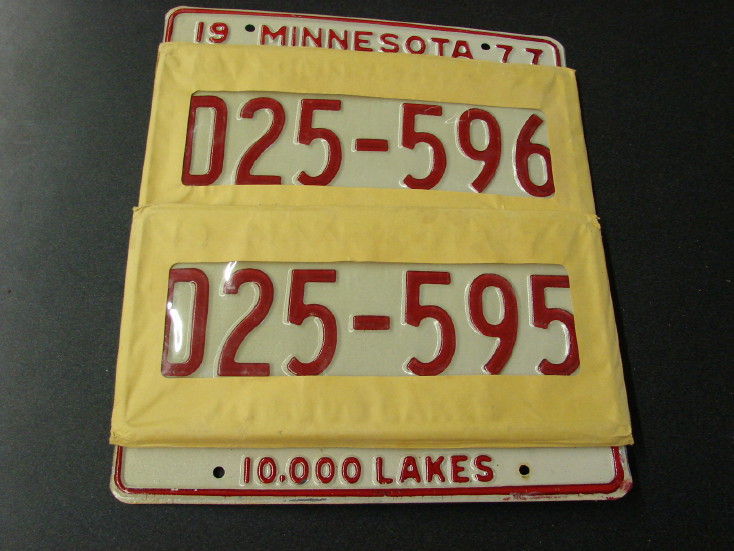 19 MINNESOTA 77
D25-596
D25-595
10,000 LAKES